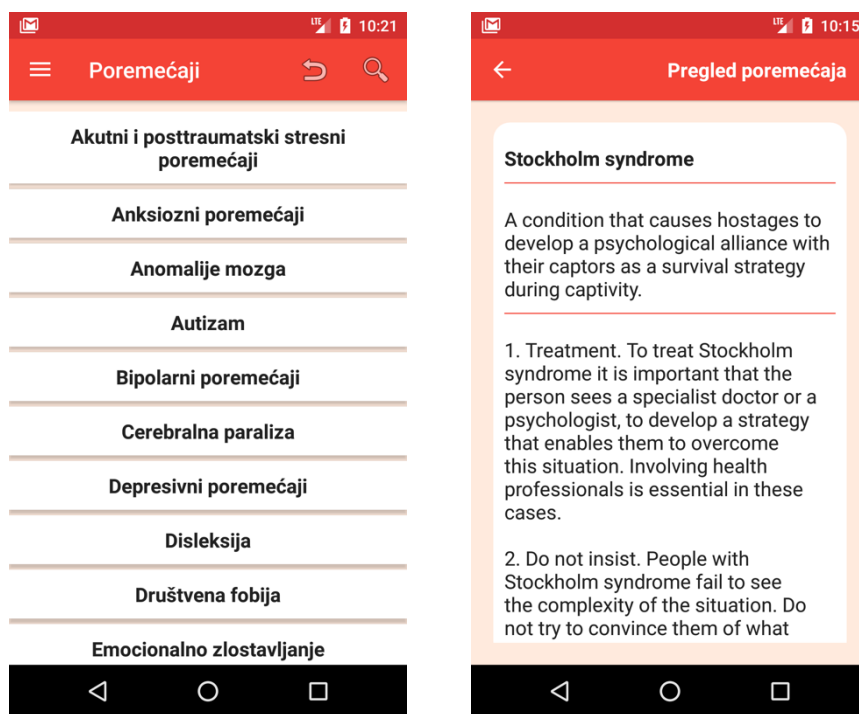 LTE 10:21
Poremećaji
Akutni i posttraumatski stresni
poremećaji
Anksiozni poremećaji
Anomalije mozga
Autizam
Bipolarni poremećaji
Cerebralna paraliza
Depresivni poremećaji
Disleksija
Društvena fobija
Emocionalno zlostavljanje
LTE 10:15
Pregled poremećaja
Stockholm syndrome
A condition that causes hostages to
develop a psychological alliance with
their captors as a survival strategy
during captivity.
1. Treatment. To treat Stockholm
syndrome it is important that the
person sees a specialist doctor or a
psychologist, to develop a strategy
that enables them to overcome
this situation. Involving health
professionals is essential in these
cases.
2. Do not insist. People with
Stockholm syndrome fail to see
the complexity of the situation. Do
not try to convince them of what